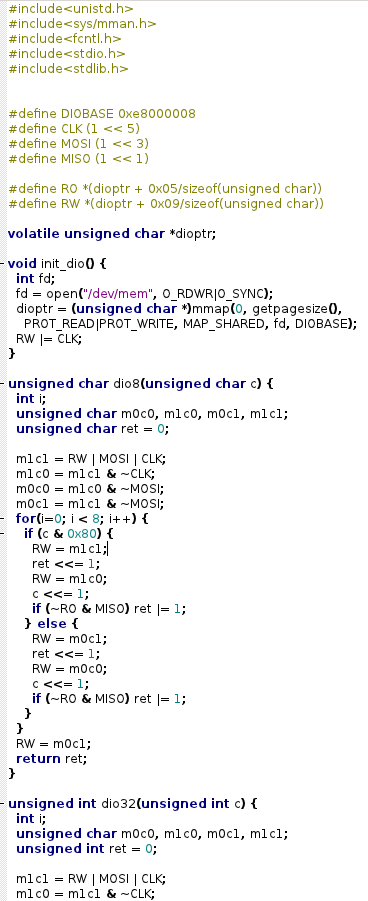 #include<unistd.h>
#include<sys/mman.h>
#include<fcntl.h>
#include<stdio.h>
#include<stdlib.h>
#define DIOBASE 0xe8000008
#define CLK (1 << 5)
#define MOSI (1 << 3)
#define MISO (1 << 1)
#define RO *(dioptr + 0x05/sizeof(unsigned char))
#define RW *(dioptr + 0x09/sizeof(unsigned char))
volatile unsigned char *dioptr;
void init_dio() {
  int fd;
  fd = open("/dev/mem", O_RDWR|O_SYNC);
  dioptr = (unsigned char *)mmap(0, getpagesize(),
    PROT_READ|PROT_WRITE, MAP_SHARED, fd, DIOBASE);
  RW |= CLK;
}
unsigned char dio8(unsigned char c) {
  int i;
  unsigned char m0c0, m1c0, m0c1, m1c1;
  unsigned char ret = 0;
  m1c1 = RW | MOSI | CLK;
  m1c0 = m1c1 & ~CLK;
  m0c0 = m1c0 & ~MOSI;
  m0c1 = m1c1 & ~MOSI;
  for(i=0; i < 8; i++) {
    if (c & 0x80) {
      RW = m1c1;
      ret <<= 1;
      RW = m1c0;
      c <<= 1;
      if (~RO & MISO) ret |= 1;
    } else {
      RW = m0c1;
      ret <<= 1;
      RW = m0c0;
      c <<= 1;
      if (~RO & MISO) ret |= 1;
    }
  }
  RW = m0c1;
  return ret;
}
unsigned int dio32(unsigned int c) {
  int i;
  unsigned char m0c0, m1c0, m0c1, m1c1;
  unsigned int ret = 0;
  m1c1 = RW | MOSI | CLK;
  m1c0 = m1c1 & ~CLK;